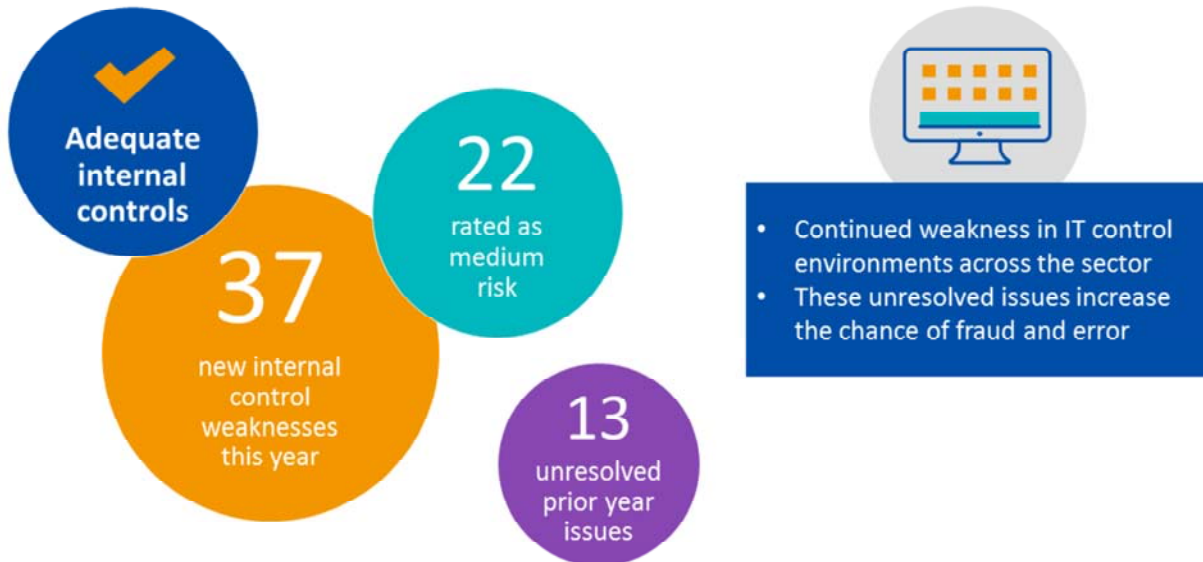 Adequate
internal
controls
37
new internal
control
weaknesses
this year
22
rated as
medium
risk
13
unresolved
prior year
issues
• Continued weakness in IT control
environments across the sector
• These unresolved issues increase
the chance of fraud and error